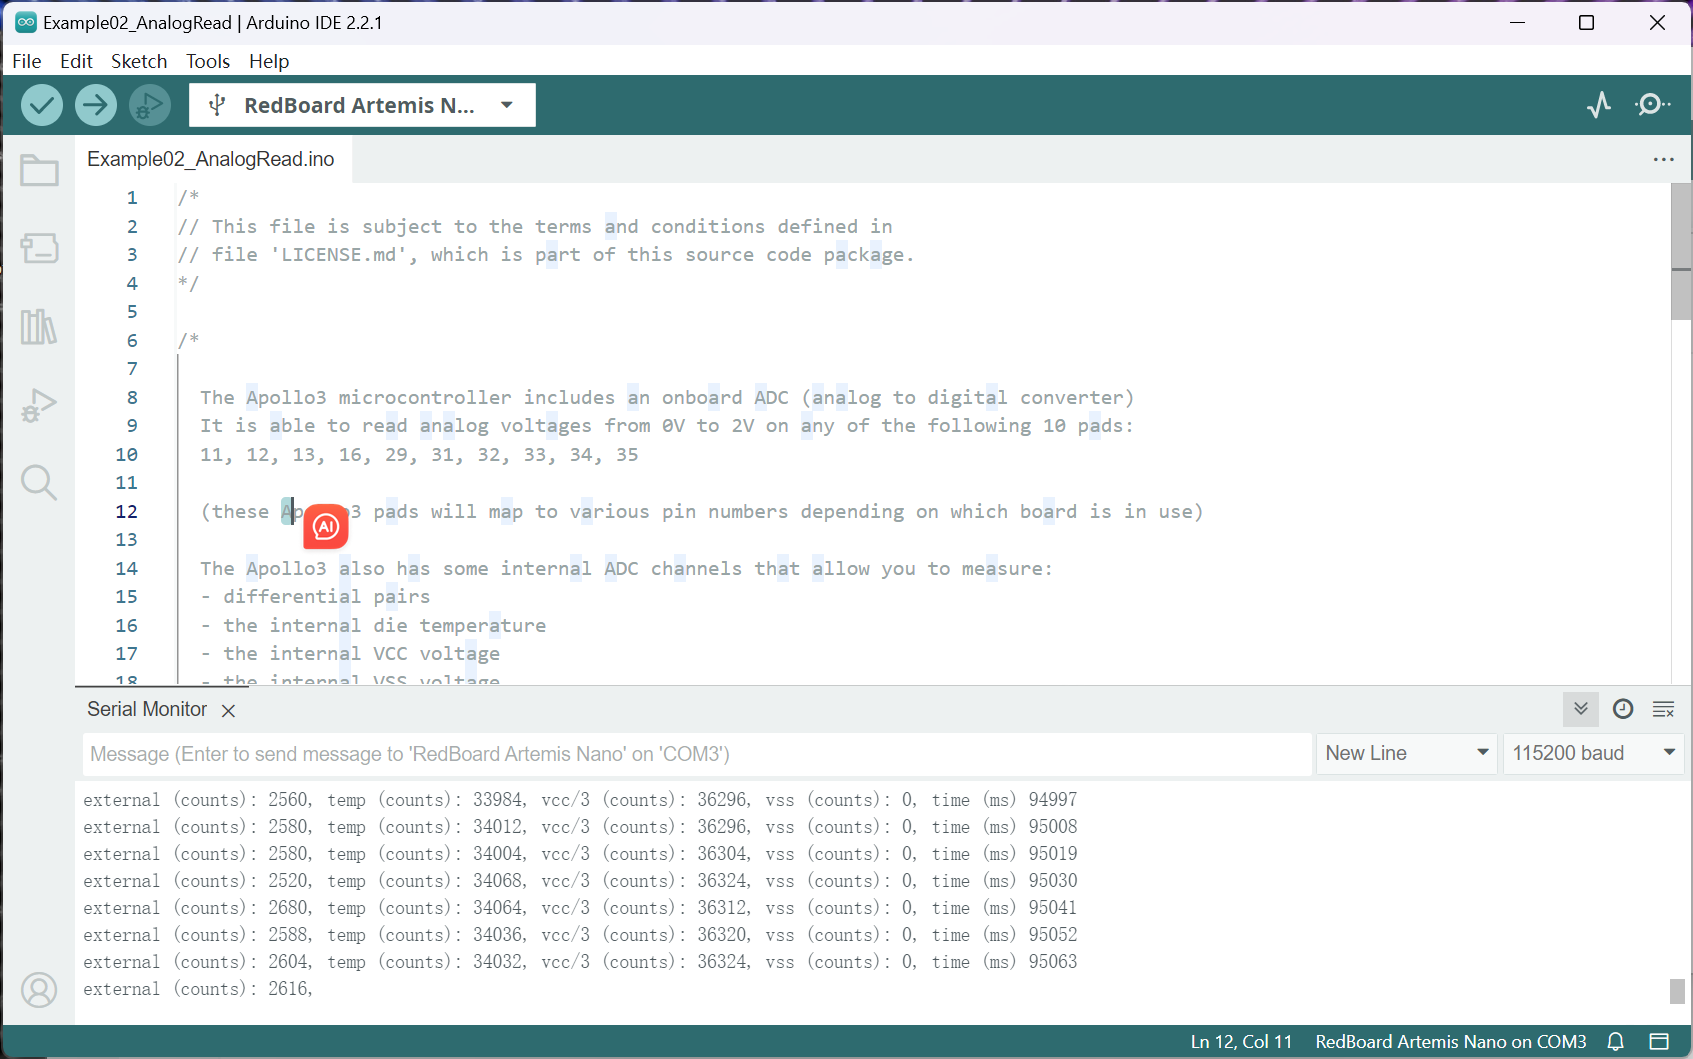 Example02_AnalogRead | Arduino IDE 2.2.1
File Edit Sketch Tools Help
RedBoard Artemis N...
Example02_AnalogRead.ino
1 /*
2 // This file is subject to the terms and conditions defined in
3 // file 'LICENSE.md', which is part of this source code package.
4 */
5
6 /*
7
8 The Apollo3 microcontroller includes an onboard ADC (analog to digital converter)
9 It is able to read analog voltages from 0V to 2V on any of the following 10 pads:
10 11, 12, 13, 16, 29, 31, 32, 33, 34, 35
11
12 (these 3 pads will map to various pin numbers depending on which board is in use)
AI
13
14 The Apollo3 also has some internal ADC channels that allow you to measure:
15 - differential pairs
16 - the internal die temperature
17 - the internal VCC voltage
18 - the internal VSS voltage
Serial Monitor
Message (Enter to send message to 'RedBoard Artemis Nano' on 'COM3') New Line 115200 baud
external (counts): 2560, temp (counts): 33984, vcc/3 (counts): 36296, vss (counts): 0, time (ms) 94997
external (counts): 2580, temp (counts): 34012, vcc/3 (counts): 36296, vss (counts): 0, time (ms) 95008
external (counts): 2580, temp (counts): 34004, vcc/3 (counts): 36304, vss (counts): 0, time (ms) 95019
external (counts): 2520, temp (counts): 34068, vcc/3 (counts): 36324, vss (counts): 0, time (ms) 95030
external (counts): 2680, temp (counts): 34064, vcc/3 (counts): 36312, vss (counts): 0, time (ms) 95041
external (counts): 2588, temp (counts): 34036, vcc/3 (counts): 36320, vss (counts): 0, time (ms) 95052
external (counts): 2604, temp (counts): 34032, vcc/3 (counts): 36324, vss (counts): 0, time (ms) 95063
external (counts): 2616,
Ln 12, Col 11 RedBoard Artemis Nano on COM3